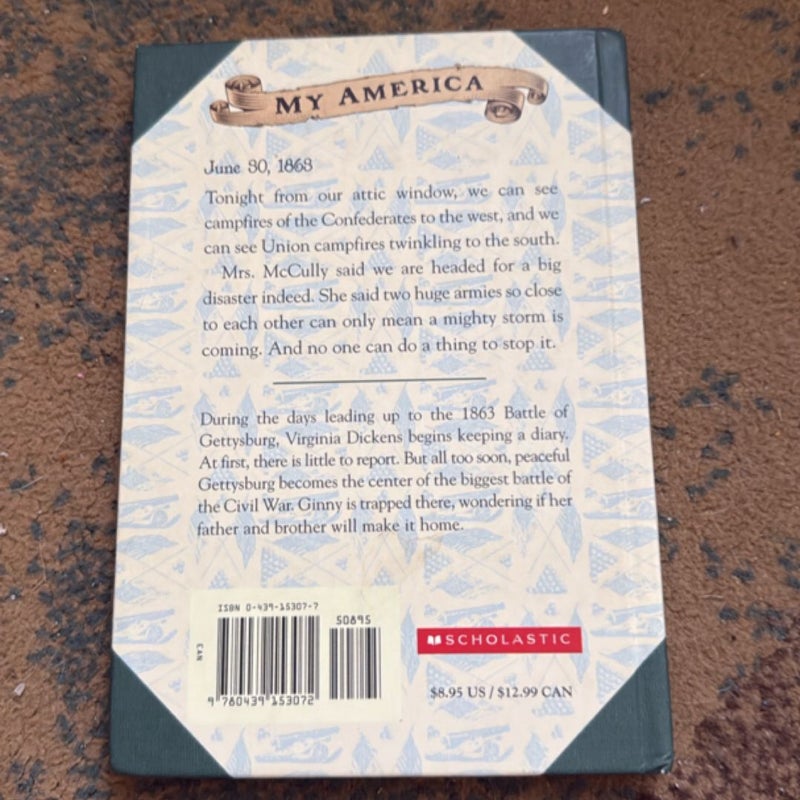 MY AMERICA
June 30, 1863
Tonight from our attic window, we can see
campfires of the Confederates to the west, and we
can see Union campfires twinkling to the south.
Mrs. McCully said we are headed for a big
disaster indeed. She said two huge armies so close
to each other can only mean a mighty storm is
coming. And no one can do a thing to stop it.
During the days leading up to the 1863 Battle of
Gettysburg, Virginia Dickens begins keeping a diary.
At first, there is little to report. But all too soon, peaceful
Gettysburg becomes the center of the biggest battle of
the Civil War. Ginny is trapped there, wondering if her
father and brother will make it home.
ISBN 0-439-15307-7
50895
EAN
9 780439 153072
SCHOLASTIC
$8.95 US / $12.99 CAN